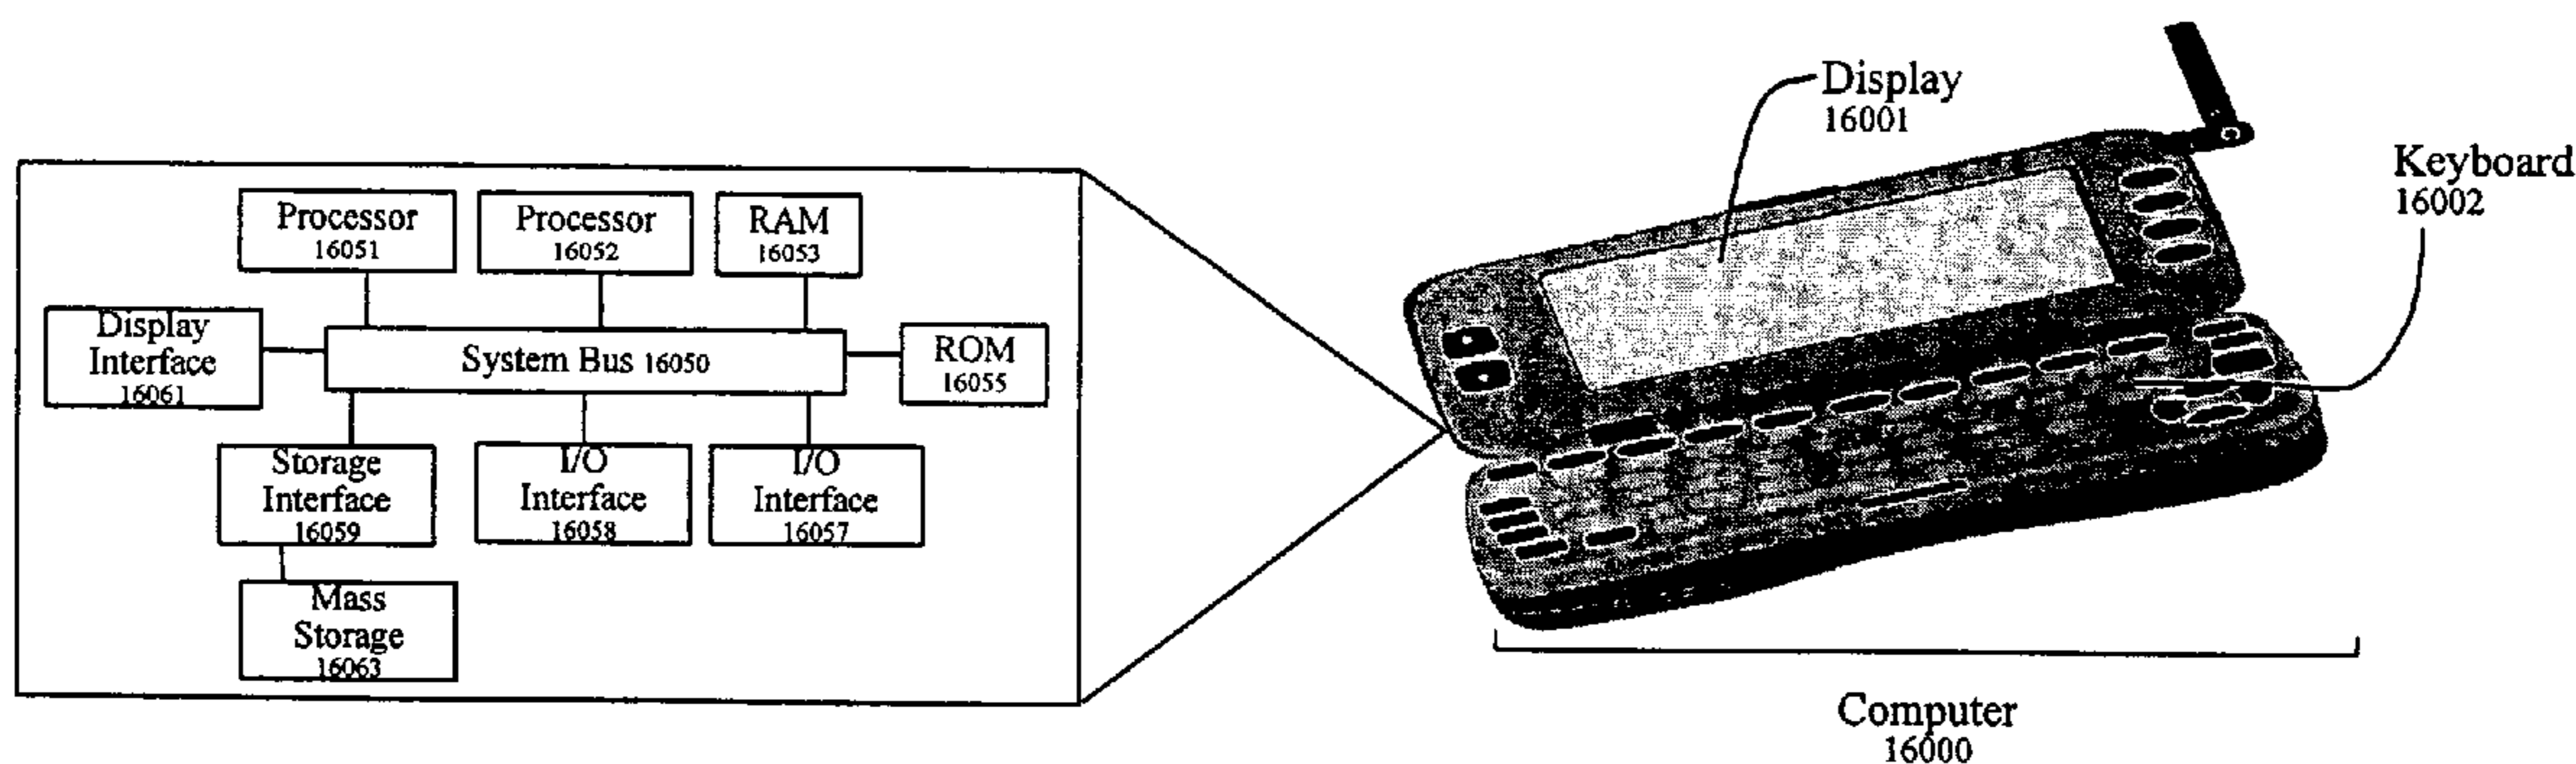 Display
16001
Keyboard
16002
Processor
16051
Processor
16052
RAM
16053
Display
Interface
16061
System Bus 16050
ROM
16055
Storage
Interface
16059
I/O
Interface
16058
I/O
Interface
16057
Mass
Storage
16063
Computer
16000